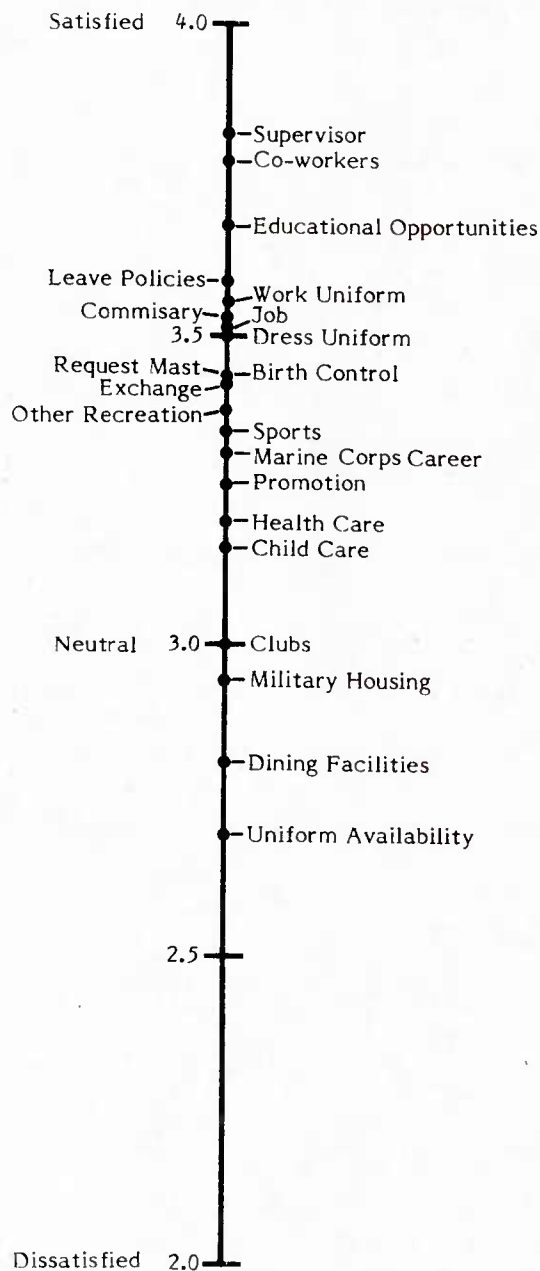 Satisfied 4.0
Supervisor
Co-workers
Educational Opportunities
Leave Policies
Work Uniform
Commisary
Job
3.5 Dress Uniform
Request Mast
Birth Control
Exchange
Other Recreation
Sports
Marine Corps Career
Promotion
Health Care
Child Care
Neutral 3.0 Clubs
Military Housing
Dining Facilities
Uniform Availability
2.5
Dissatisfied 2.0